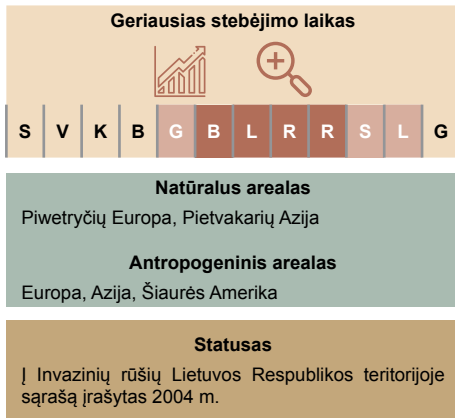 Geriausias stebėjimo laikas
S V K B G B L R R S L G
Natūralus arealas
Piwetryčių Europa, Pietvakarių Azija
Antropogeninis arealas
Europa, Azija, Šiaurės Amerika
Statusas
Į Invazinių rūšių Lietuvos Respublikos teritorijoje
sąrašą įrašytas 2004 m.